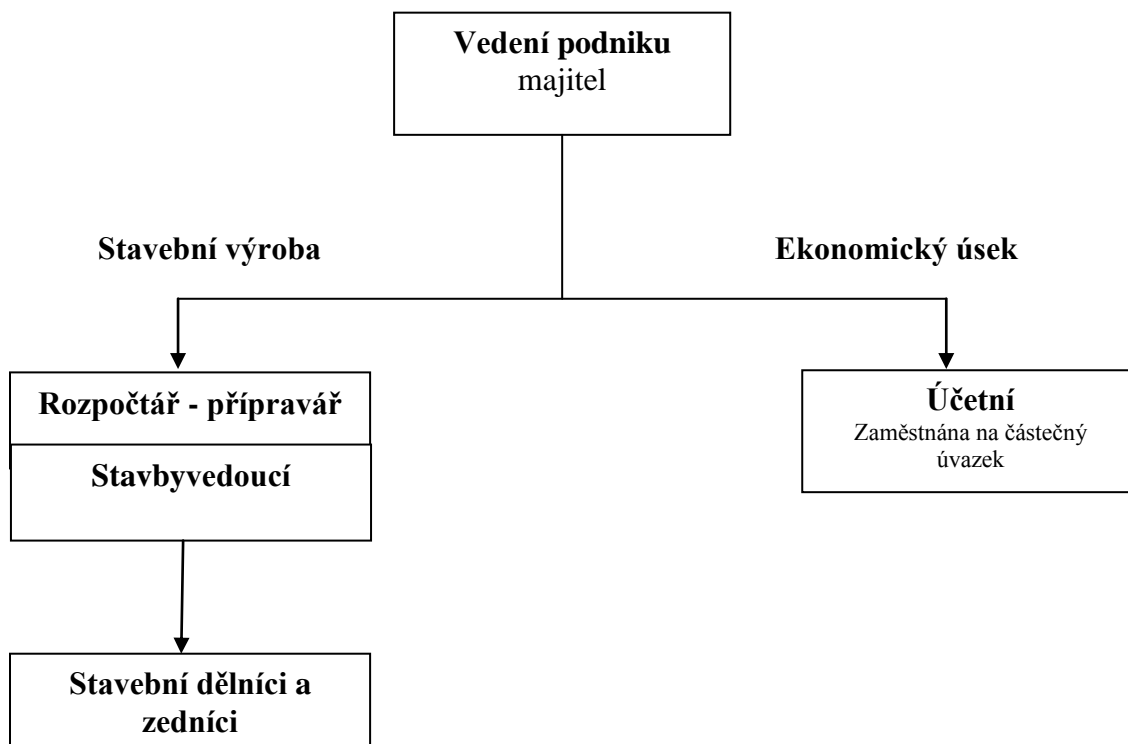 Vedení podniku
majitel
Stavební výroba
Ekonomický úsek
Rozpočtář - přípravář
Stavbyvedoucí
Účetní
Zaměstnána na částečný
úvazek
Stavební dělníci a
zedníci